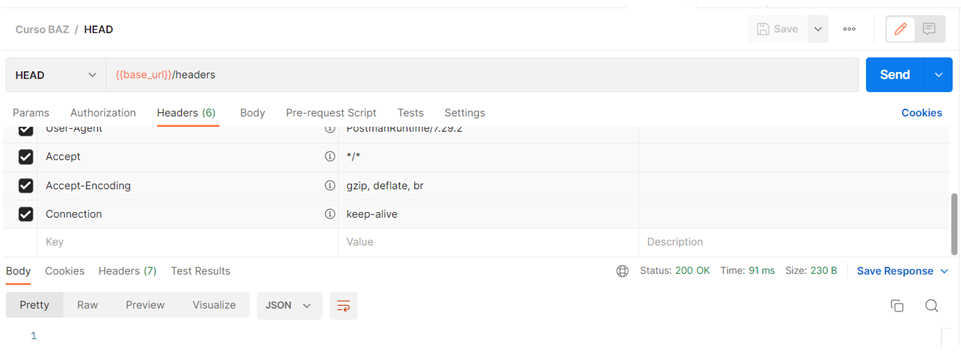 Curso BAZ / HEAD
Save
HEAD {{base_url}}/headers Send
Params Authorization Headers (6) Body Pre-request Script Tests Settings Cookies
User-Agent PostmanRuntime/7.29.2
Accept */*
Accept-Encoding gzip, deflate, br
Connection keep-alive
Key Value Description
Body Cookies Headers (7) Test Results Status: 200 OK Time: 91 ms Size: 230 B Save Response
Pretty Raw Preview Visualize JSON
1